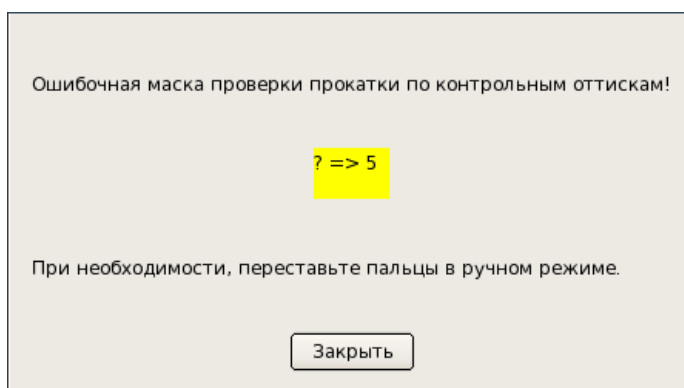 Ошибочная маска проверки прокатки по контрольным оттискам!
? => 5
При необходимости, переставьте пальцы в ручном режиме.
Закрыть